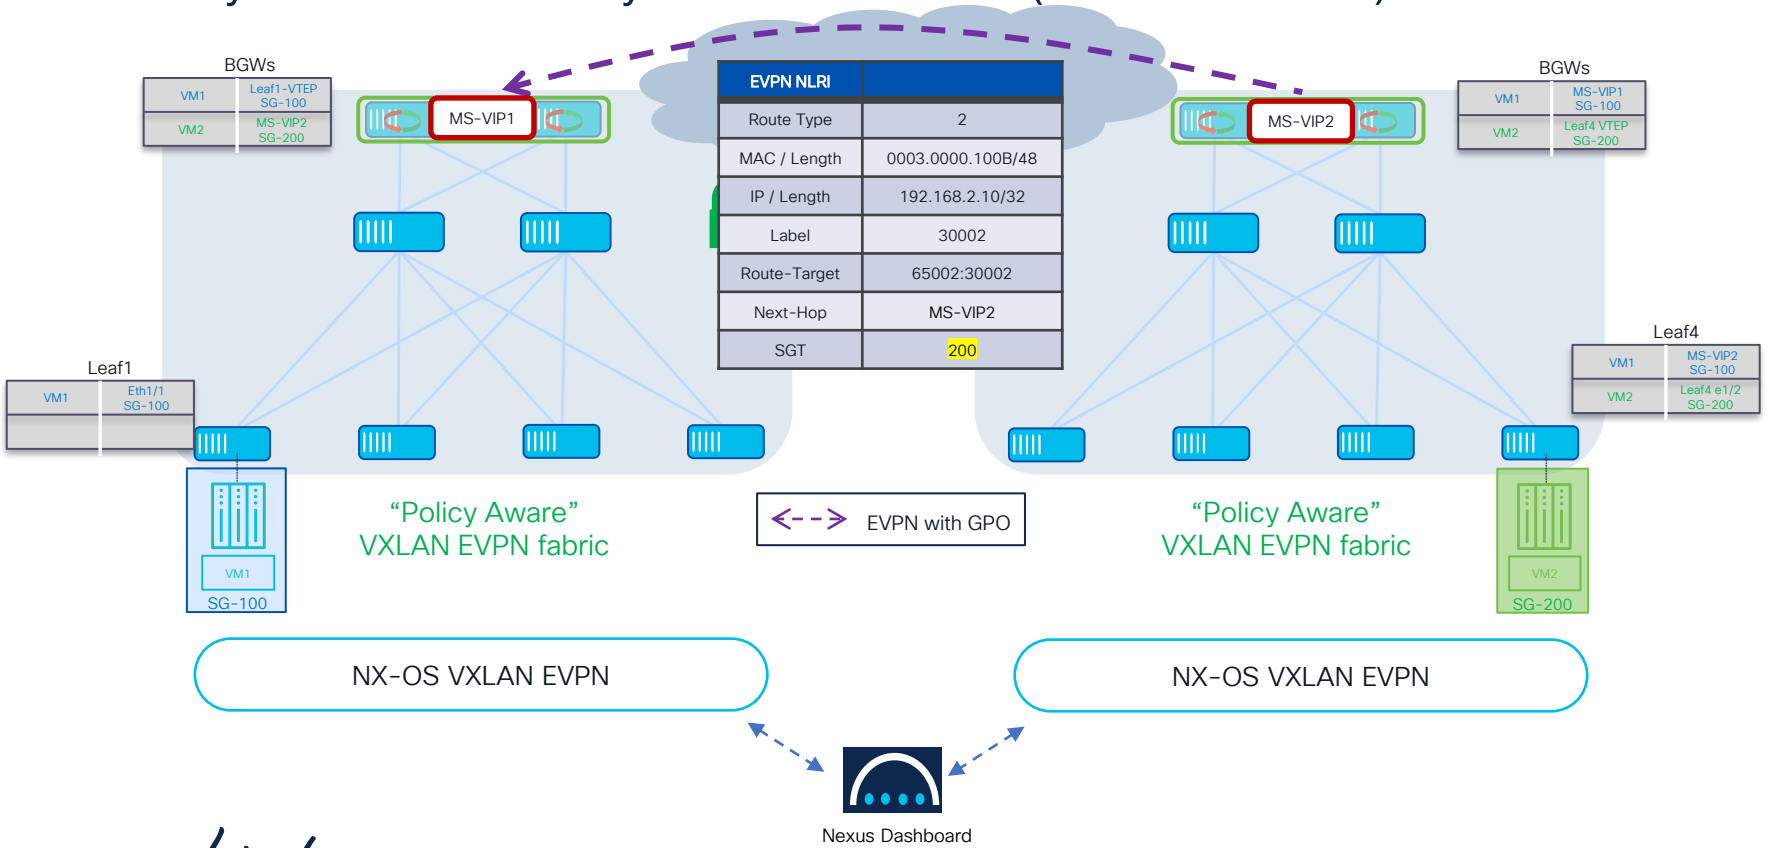 BGWs
VM1 Leaf1-VTEP
SG-100
VM2 MS-VIP2
SG-200
MS-VIP1
EVPN NLRI
Route Type 2
MAC / Length 0003.0000.100B/48
IP / Length 192.168.2.10/32
Label 30002
Route-Target 65002:30002
Next-Hop MS-VIP2
SGT 200
MS-VIP2
BGWs
VM1 MS-VIP1
SG-100
VM2 Leaf4 VTEP
SG-200
Leaf1
VM1 Eth1/1
SG-100
Leaf4
VM1 MS-VIP2
SG-100
VM2 Leaf4 e1/2
SG-200
VM1
SG-100
“Policy Aware”
VXLAN EVPN fabric
EVPN with GPO
“Policy Aware”
VXLAN EVPN fabric
VM2
SG-200
NX-OS VXLAN EVPN
NX-OS VXLAN EVPN
Nexus Dashboard